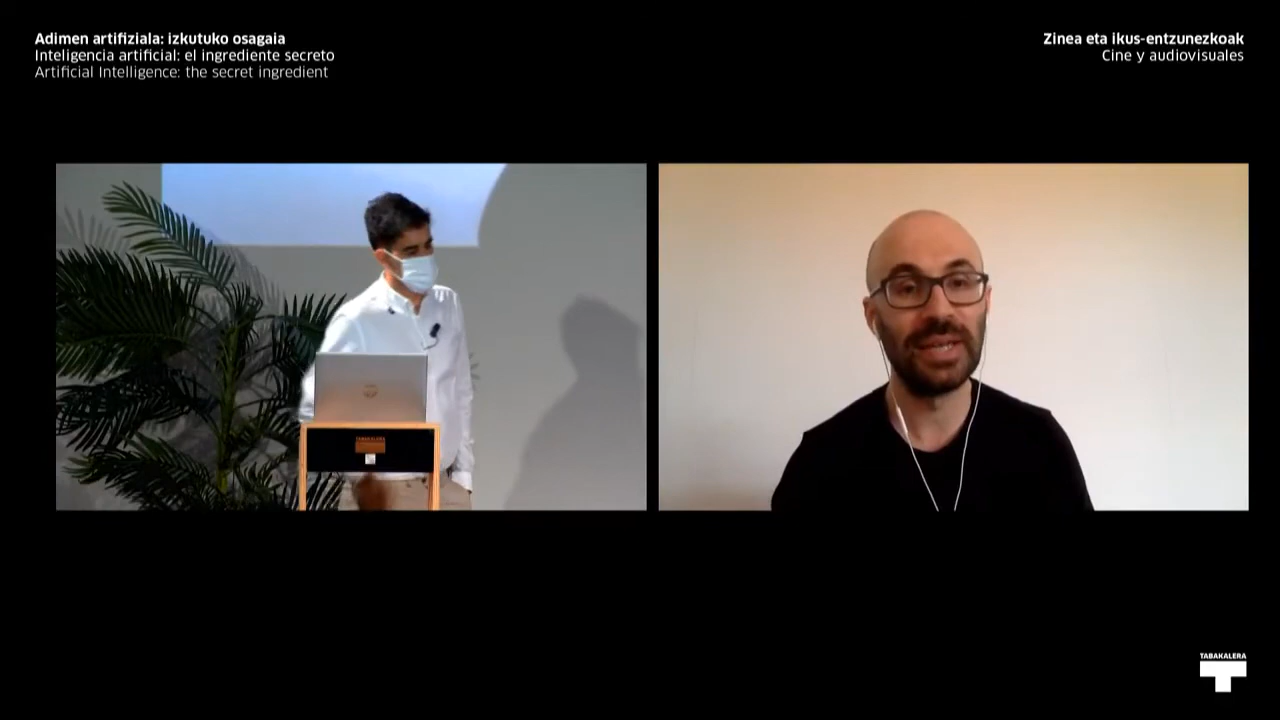 Adimen artifiziala: izkutuko osagaia
Inteligencia artificial: el ingrediente secreto
Artificial Intelligence: the secret ingredient
Zinea eta ikus-entzunezkoak
Cine y audiovisuales
TABAKALERA
TABAKALERA